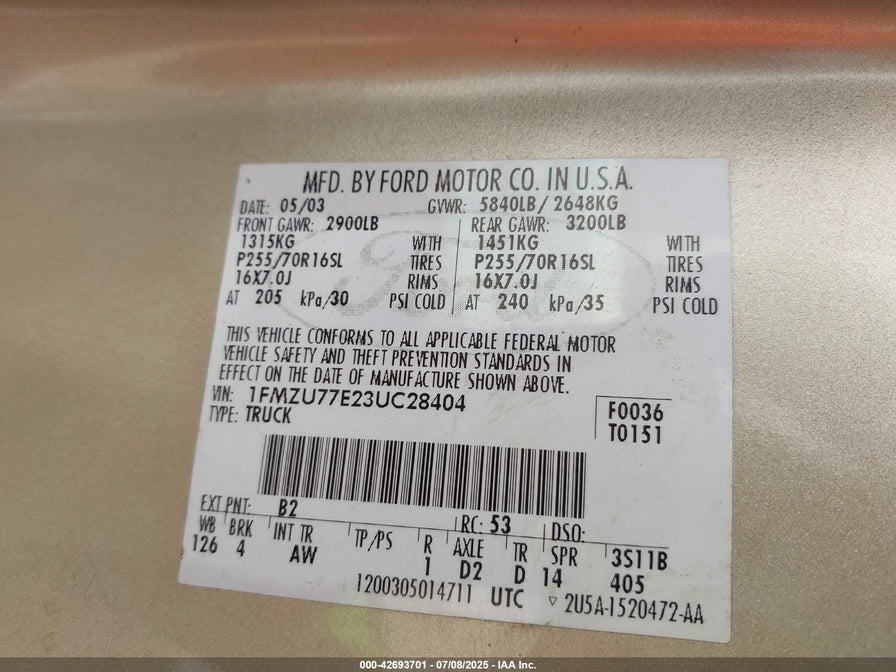 MFD. BY FORD MOTOR CO. IN U.S.A.
DATE: 05/03 GVWR: 5840LB/ 2648KG
FRONT GAWR: 2900LB REAR GAWR: 3200LB
1315KG WITH 1451KG WITH
P255/70R16SL TIRES P255/70R16SL TIRES
16X7.0J RIMS 16X7.0J RIMS
AT 205 kPa/30 PSI COLD AT 240 kPa/35 PSI COLD
Ford
THIS VEHICLE CONFORMS TO ALL APPLICABLE FEDERAL MOTOR
VEHICLE SAFETY AND THEFT PREVENTION STANDARDS IN
EFFECT ON THE DATE OF MANUFACTURE SHOWN ABOVE.
VIN: 1FMZU77E23UC28404
TYPE: TRUCK
F0036
T0151
EXT PNT: B2 RC: 53 DSO:
WB BRK INT TR TP/PS R AXLE TR SPR 3S11B
126 4 AW 1 D2 D 14 405
1200305014711 UTC ▽ 2U5A-1520472-AA
000-42693701 - 07/08/2025 - IAA Inc.